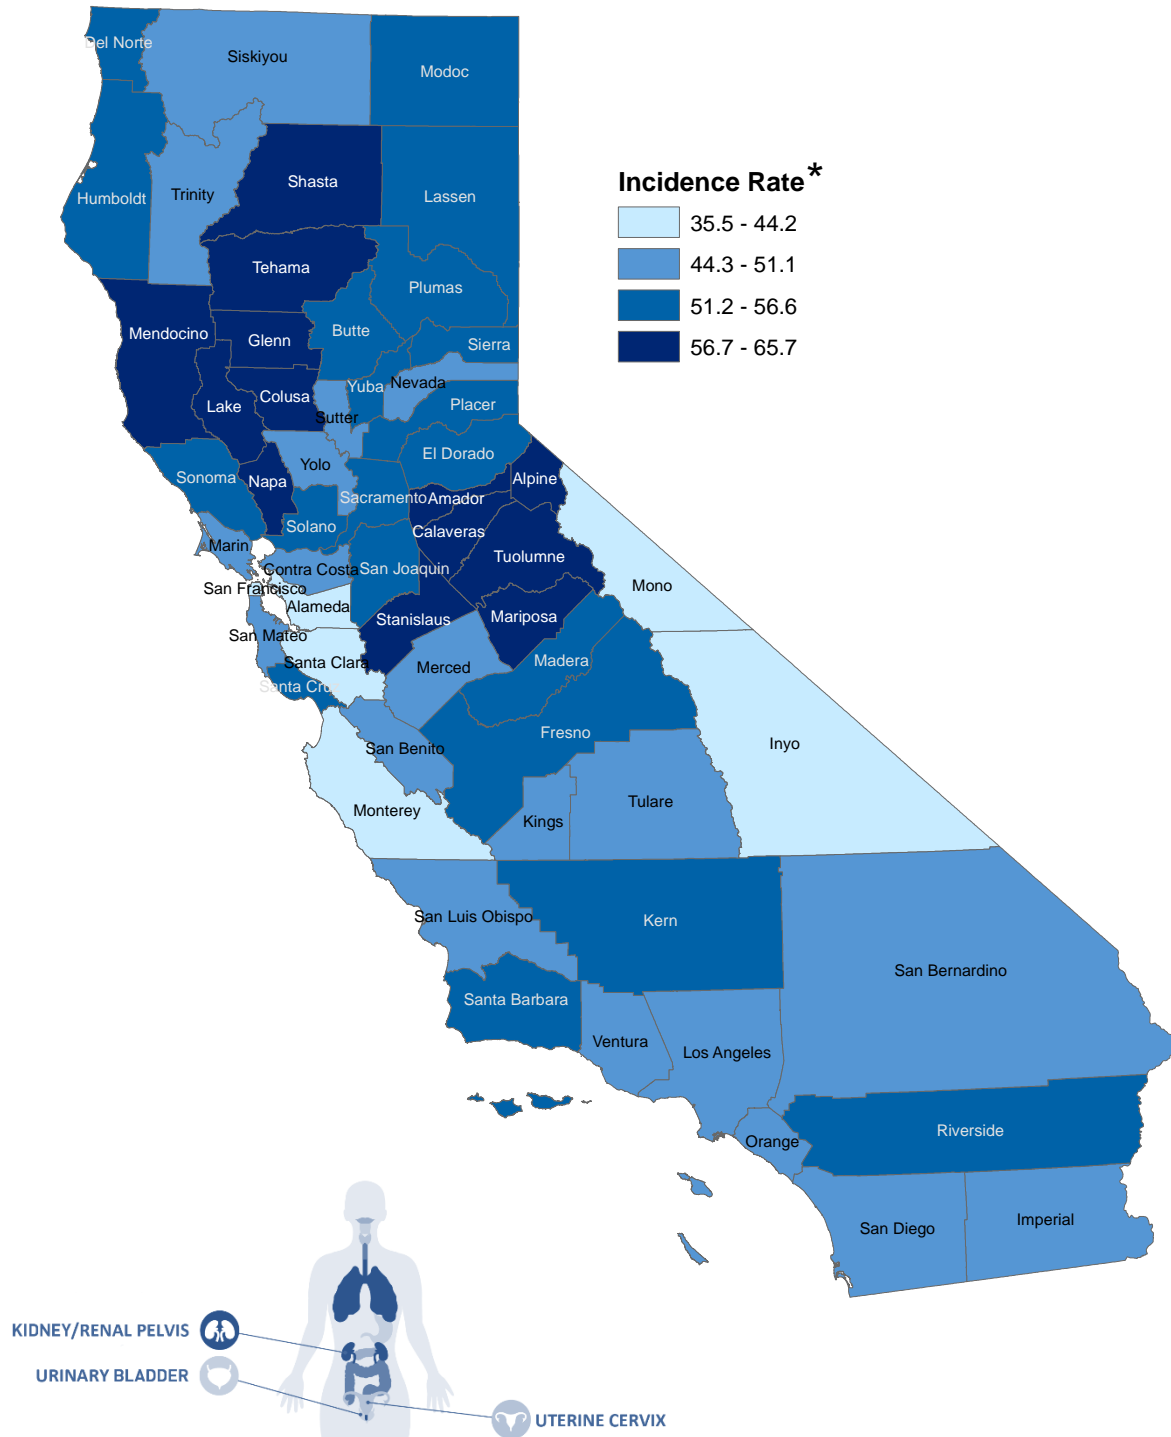 Del Norte
Siskiyou
Modoc
Humboldt
Trinity
Shasta
Lassen
Incidence Rate*
35.5 - 44.2
44.3 - 51.1
51.2 - 56.6
56.7 - 65.7
Tehama
Plumas
Mendocino
Glenn
Butte
Sierra
Lake
Colusa
Sutter
Yuba
Nevada
Placer
Sonoma
Napa
Yolo
El Dorado
Solano
Sacramento
Amador
Alpine
Marin
Calaveras
Contra Costa
San Joaquin
Tuolumne
San Francisco
Alameda
Mono
San Mateo
Stanislaus
Mariposa
Santa Clara
Merced
Madera
Santa Cruz
San Benito
Fresno
Inyo
Monterey
Kings
Tulare
San Luis Obispo
Kern
San Bernardino
Santa Barbara
Ventura
Los Angeles
Orange
Riverside
San Diego
Imperial
KIDNEY/RENAL PELVIS
URINARY BLADDER
UTERINE CERVIX